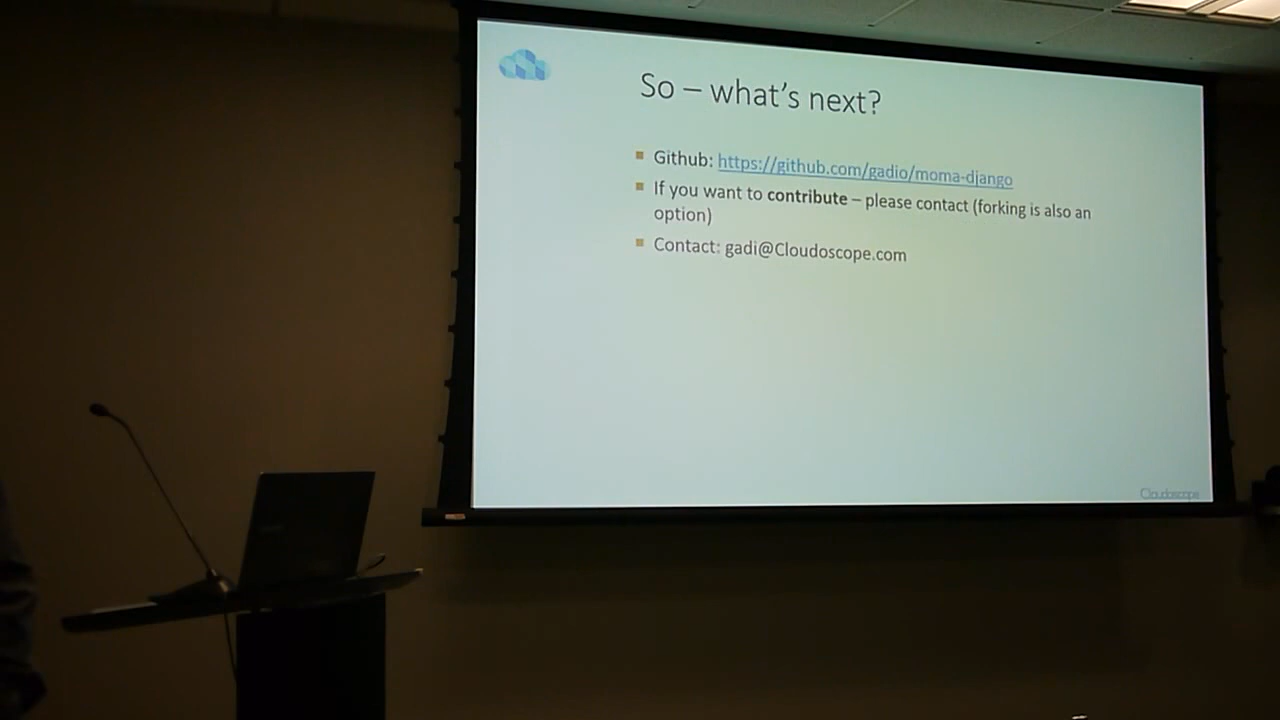 So – what's next?
Github: https://github.com/gadio/moma-django
If you want to contribute – please contact (forking is also an
option)
Contact: gadi@Cloudoscope.com
Cloudoscope